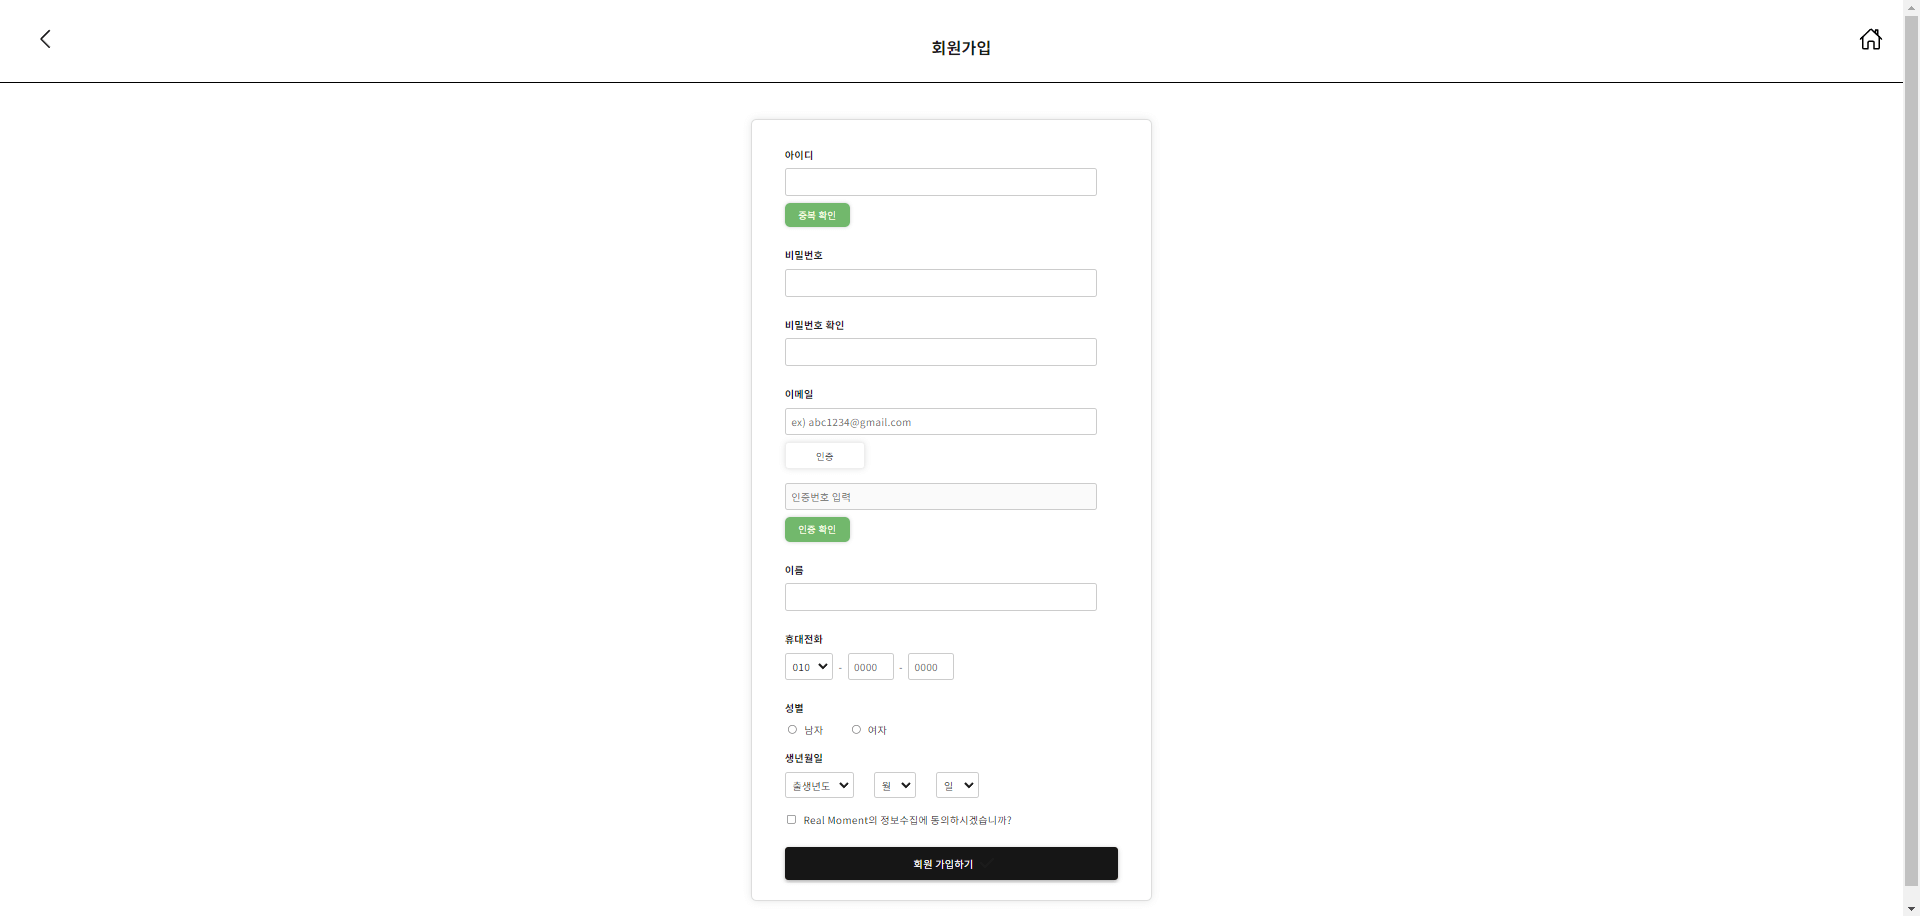 회원가입
아이디
중복 확인
비밀번호
비밀번호 확인
이메일
ex) abc1234@gmail.com
인증
인증번호 입력
인증 확인
이름
휴대전화
010 - 0000 - 0000
성별
남자 여자
생년월일
출생년도 월 일
Real Moment의 정보수집에 동의하시겠습니까?
회원 가입하기